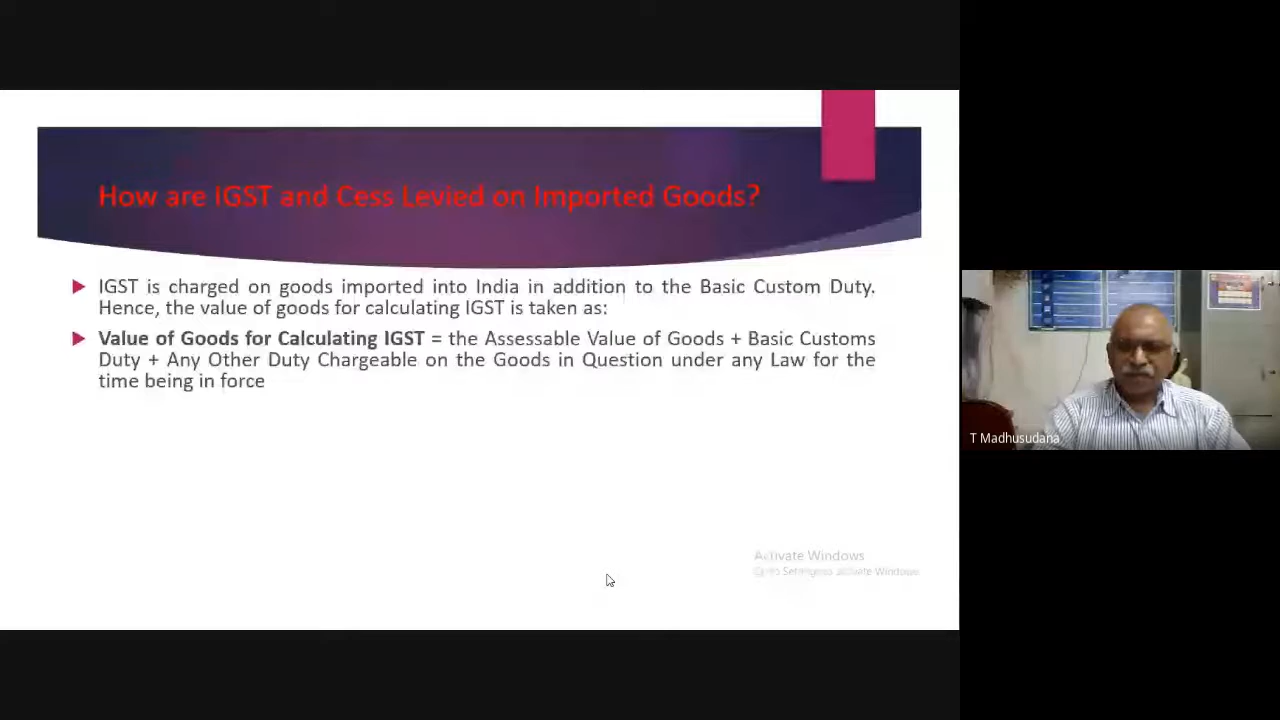 How are IGST and Cess Levied on Imported Goods?
IGST is charged on goods imported into India in addition to the Basic Custom Duty.
Hence, the value of goods for calculating IGST is taken as:
Value of Goods for Calculating IGST = the Assessable Value of Goods + Basic Customs
Duty + Any Other Duty Chargeable on the Goods in Question under any Law for the
time being in force
Activate Windows
activate Windows.
T Madhusudana